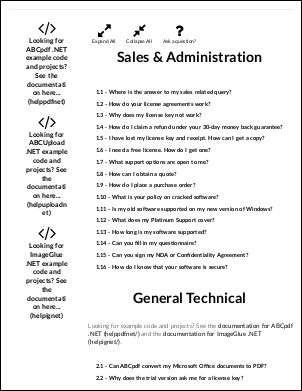 Looking for
ABCpdf .NET
example code
and projects?
See the
documentati
on here...
(helppdfnet)
Looking for
ABCUpload
.NET example
code and
projects? See
the
documentati
on here...
(helpuploadn
et)
Looking for
ImageGlue
.NET example
code and
projects? See
the
documentati
on here...
(helpignet)
Expand All
Collapse All
Ask a question?
Sales & Administration
1.1 - Where is the answer to my sales related query?
1.2 - How do your license agreements work?
1.3 - Why does my license key not work?
1.4 - How do I claim a refund under your 30-day money back guarantee?
1.5 - I have lost my license key and receipt. How can I get a copy?
1.6 - I need a free license. How do I get one?
1.7 - What support options are open to me?
1.8 - How can I obtain a quote?
1.9 - How do I place a purchase order?
1.10 - What is your policy on cracked software?
1.11 - Is my old software supported on my new version of Windows?
1.12 - What does my Platinum Support cover?
1.13 - How long is my software supported?
1.14 - Can you fill in my questionnaire?
1.15 - Can you sign my NDA or Confidentiality Agreement?
1.16 - How do I know that your software is secure?
General Technical
Looking for example code and projects? See the documentation for ABCpdf
.NET (helppdfnet/) and the documentation for ImageGlue .NET
(helpignet/).
2.1 - Can ABCpdf convert my Microsoft Office documents to PDF?
2.2 - Why does the trial version ask me for a license key?